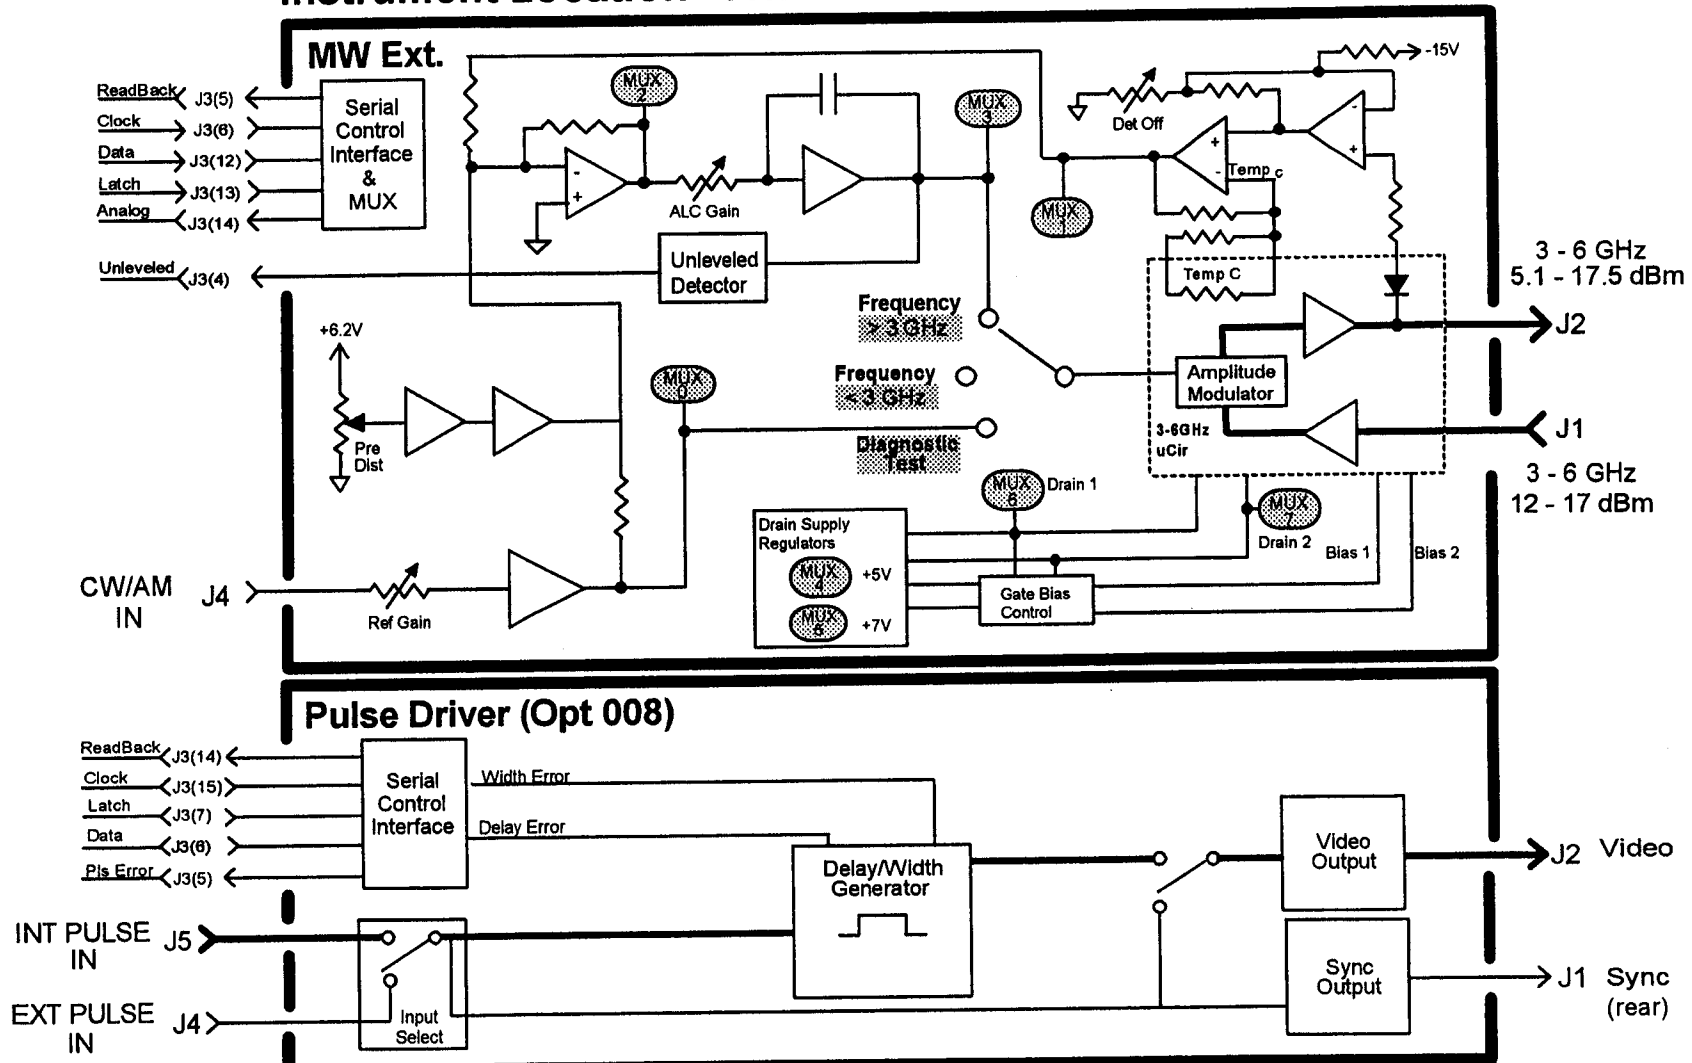 MW Ext.
ReadBack
J3(5)
Clock
J3(6)
Data
J3(12)
Latch
J3(13)
Analog
J3(14)
Serial
Control
Interface
&
MUX
MUX
2
ALC Gain
MUX
3
Det Off
-15V
+
-
Temp c
-
+
-
+
MUX
1
Unleveled
J3(4)
Unleveled
Detector
Temp C
3 - 6 GHz
5.1 - 17.5 dBm
J2
Frequency
> 3 GHz
Frequency
< 3 GHz
Diagnostic
Test
Amplitude
Modulator
3-6GHz
uCir
J1
3 - 6 GHz
12 - 17 dBm
+6.2V
Pre
Dist
MUX
0
MUX
6
Drain 1
MUX
7
Drain 2
Bias 1
Bias 2
Drain Supply
Regulators
MUX
4
+5V
MUX
5
+7V
Gate Bias
Control
CW/AM
IN
J4
Ref Gain
Pulse Driver (Opt 008)
ReadBack
J3(14)
Clock
J3(15)
Latch
J3(7)
Data
J3(6)
Pls Error
J3(5)
Serial
Control
Interface
Width Error
Delay Error
Delay/Width
Generator
Video
Output
J2 Video
INT PULSE
IN
J5
EXT PULSE
IN
J4
Input
Select
Sync
Output
J1 Sync
(rear)